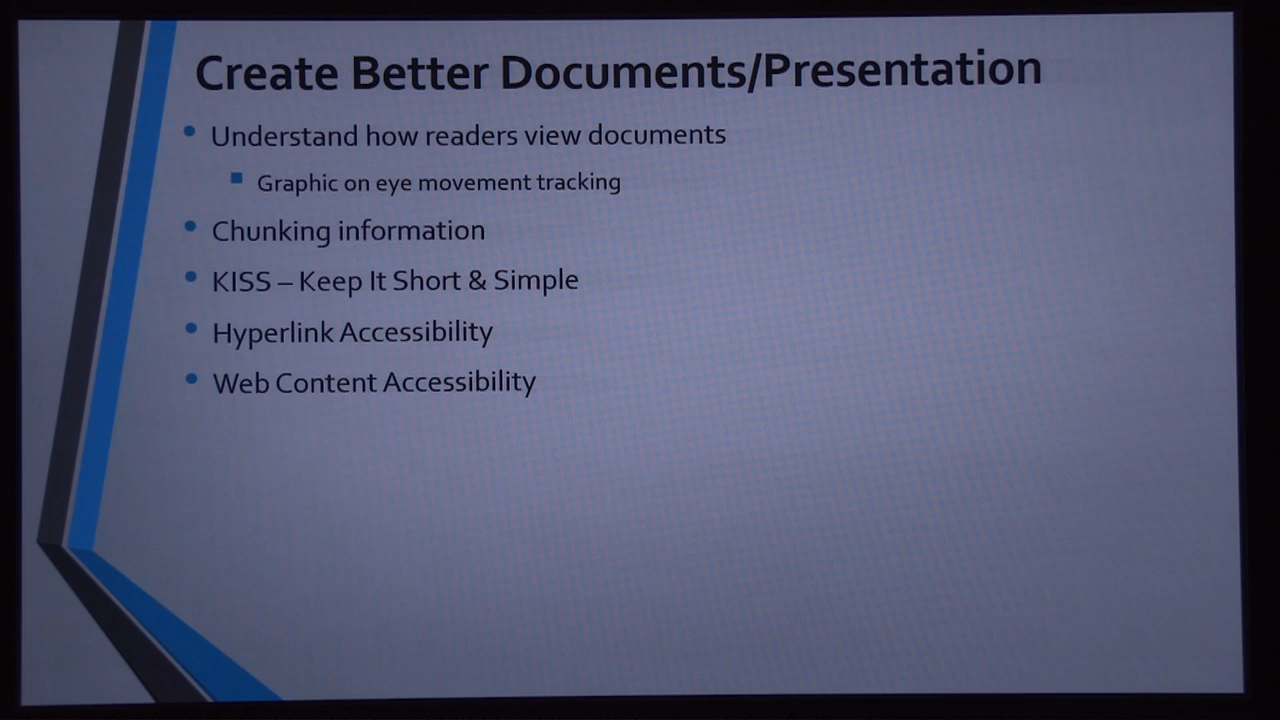 Create Better Documents/Presentation
Understand how readers view documents
Graphic on eye movement tracking
Chunking information
KISS – Keep It Short & Simple
Hyperlink Accessibility
Web Content Accessibility